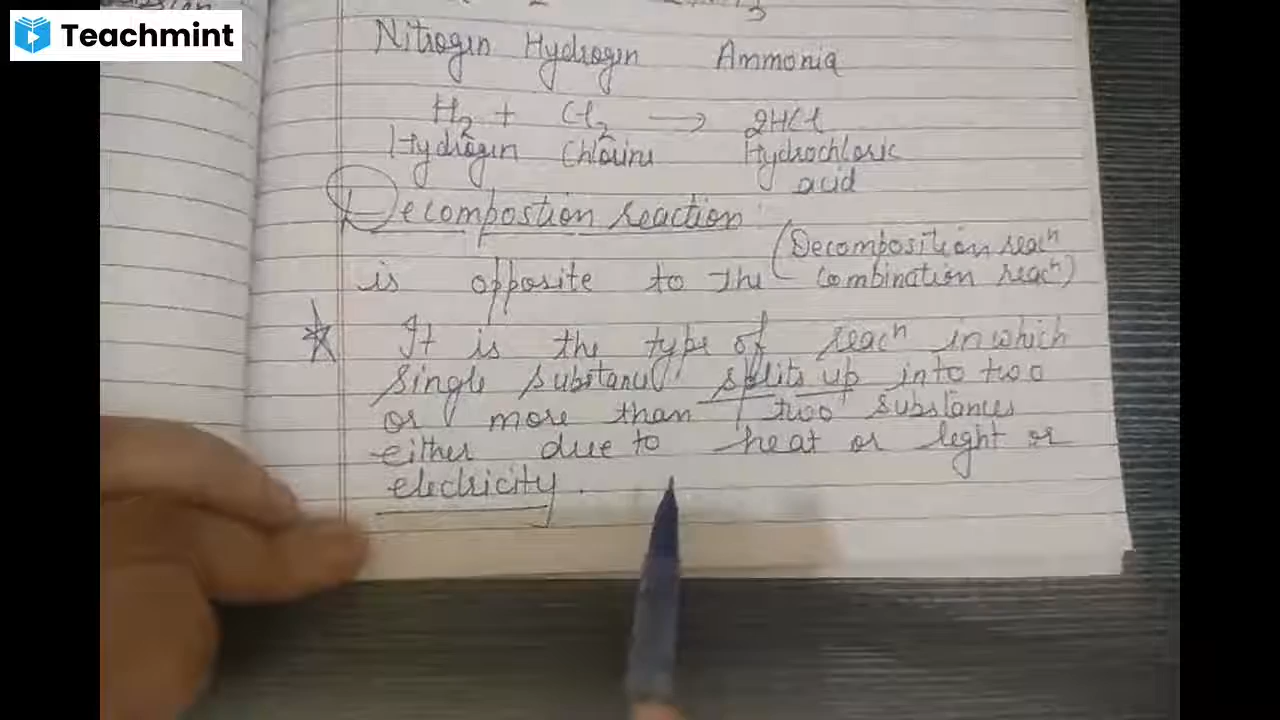 Teachmint
3
Nitrogen Hydrogen Ammonia
H₂ + Cl₂ → 2HCl
Hydrogen Chlorine Hydrochloric
acid
Decompostion reaction
(Decomposition reacⁿ
is opposite to the combination reacⁿ)
It is the type of reacⁿ in which
single substance splits up into two
or more than two substances
either due to heat or light or
electricity.